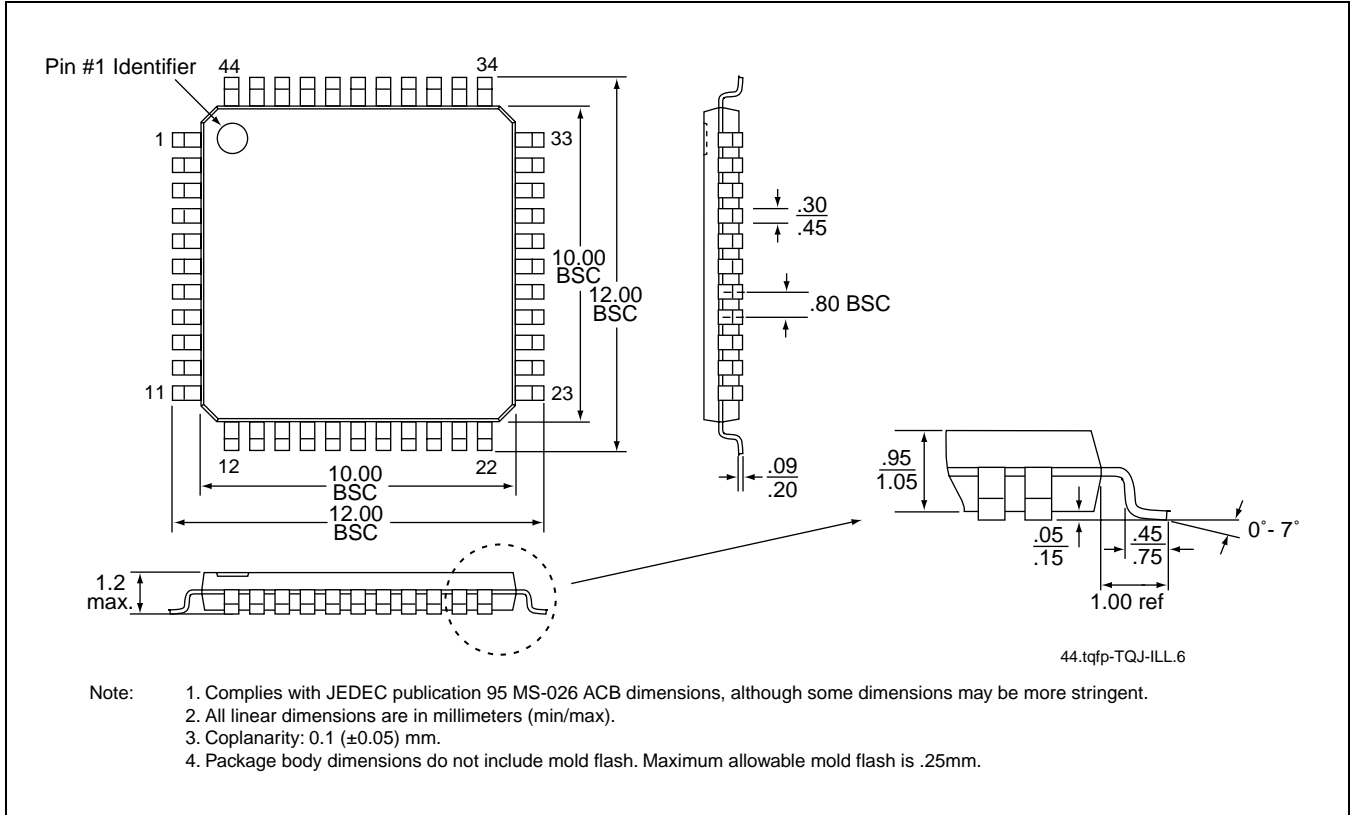 Pin #1 Identifier
44
34
1
33
.30
.45
10.00
BSC
12.00
BSC
.80 BSC
11
23
12
22
10.00
BSC
12.00
BSC
.09
.20
.95
1.05
.05
.15
.45
.75
0˚- 7˚
1.00 ref
1.2
max.
44.tqfp-TQJ-ILL.6
Note: 1. Complies with JEDEC publication 95 MS-026 ACB dimensions, although some dimensions may be more stringent.
2. All linear dimensions are in millimeters (min/max).
3. Coplanarity: 0.1 (±0.05) mm.
4. Package body dimensions do not include mold flash. Maximum allowable mold flash is .25mm.